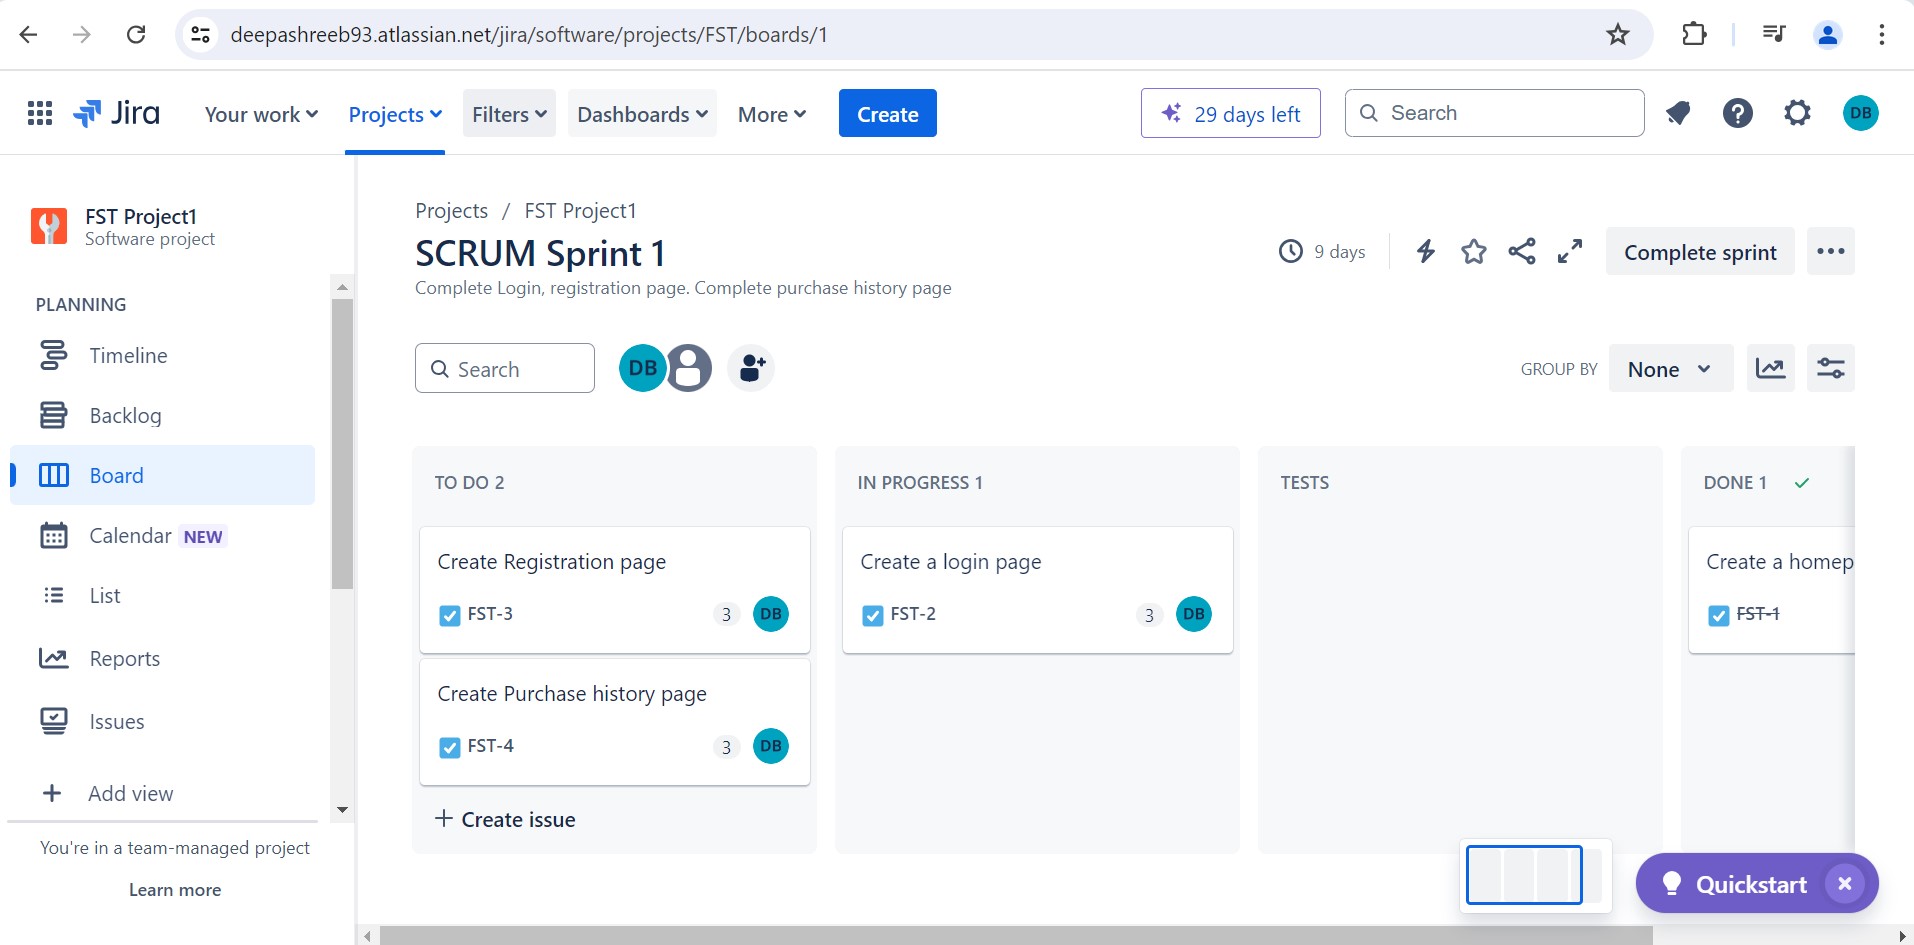 deepashreeb93.atlassian.net/jira/software/projects/FST/boards/1
Jira
Your work
Projects
Filters
Dashboards
More
Create
29 days left
Search
DB
FST Project1
Software project
PLANNING
Timeline
Backlog
Board
Calendar NEW
List
Reports
Issues
Add view
You're in a team-managed project
Learn more
Projects / FST Project1
SCRUM Sprint 1
Complete Login, registration page. Complete purchase history page
9 days
Complete sprint
Search
DB
GROUP BY
None
TO DO 2
Create Registration page
FST-3
3
DB
Create Purchase history page
FST-4
3
DB
+ Create issue
IN PROGRESS 1
Create a login page
FST-2
3
DB
TESTS
DONE 1
Create a homep
FST-1
Quickstart